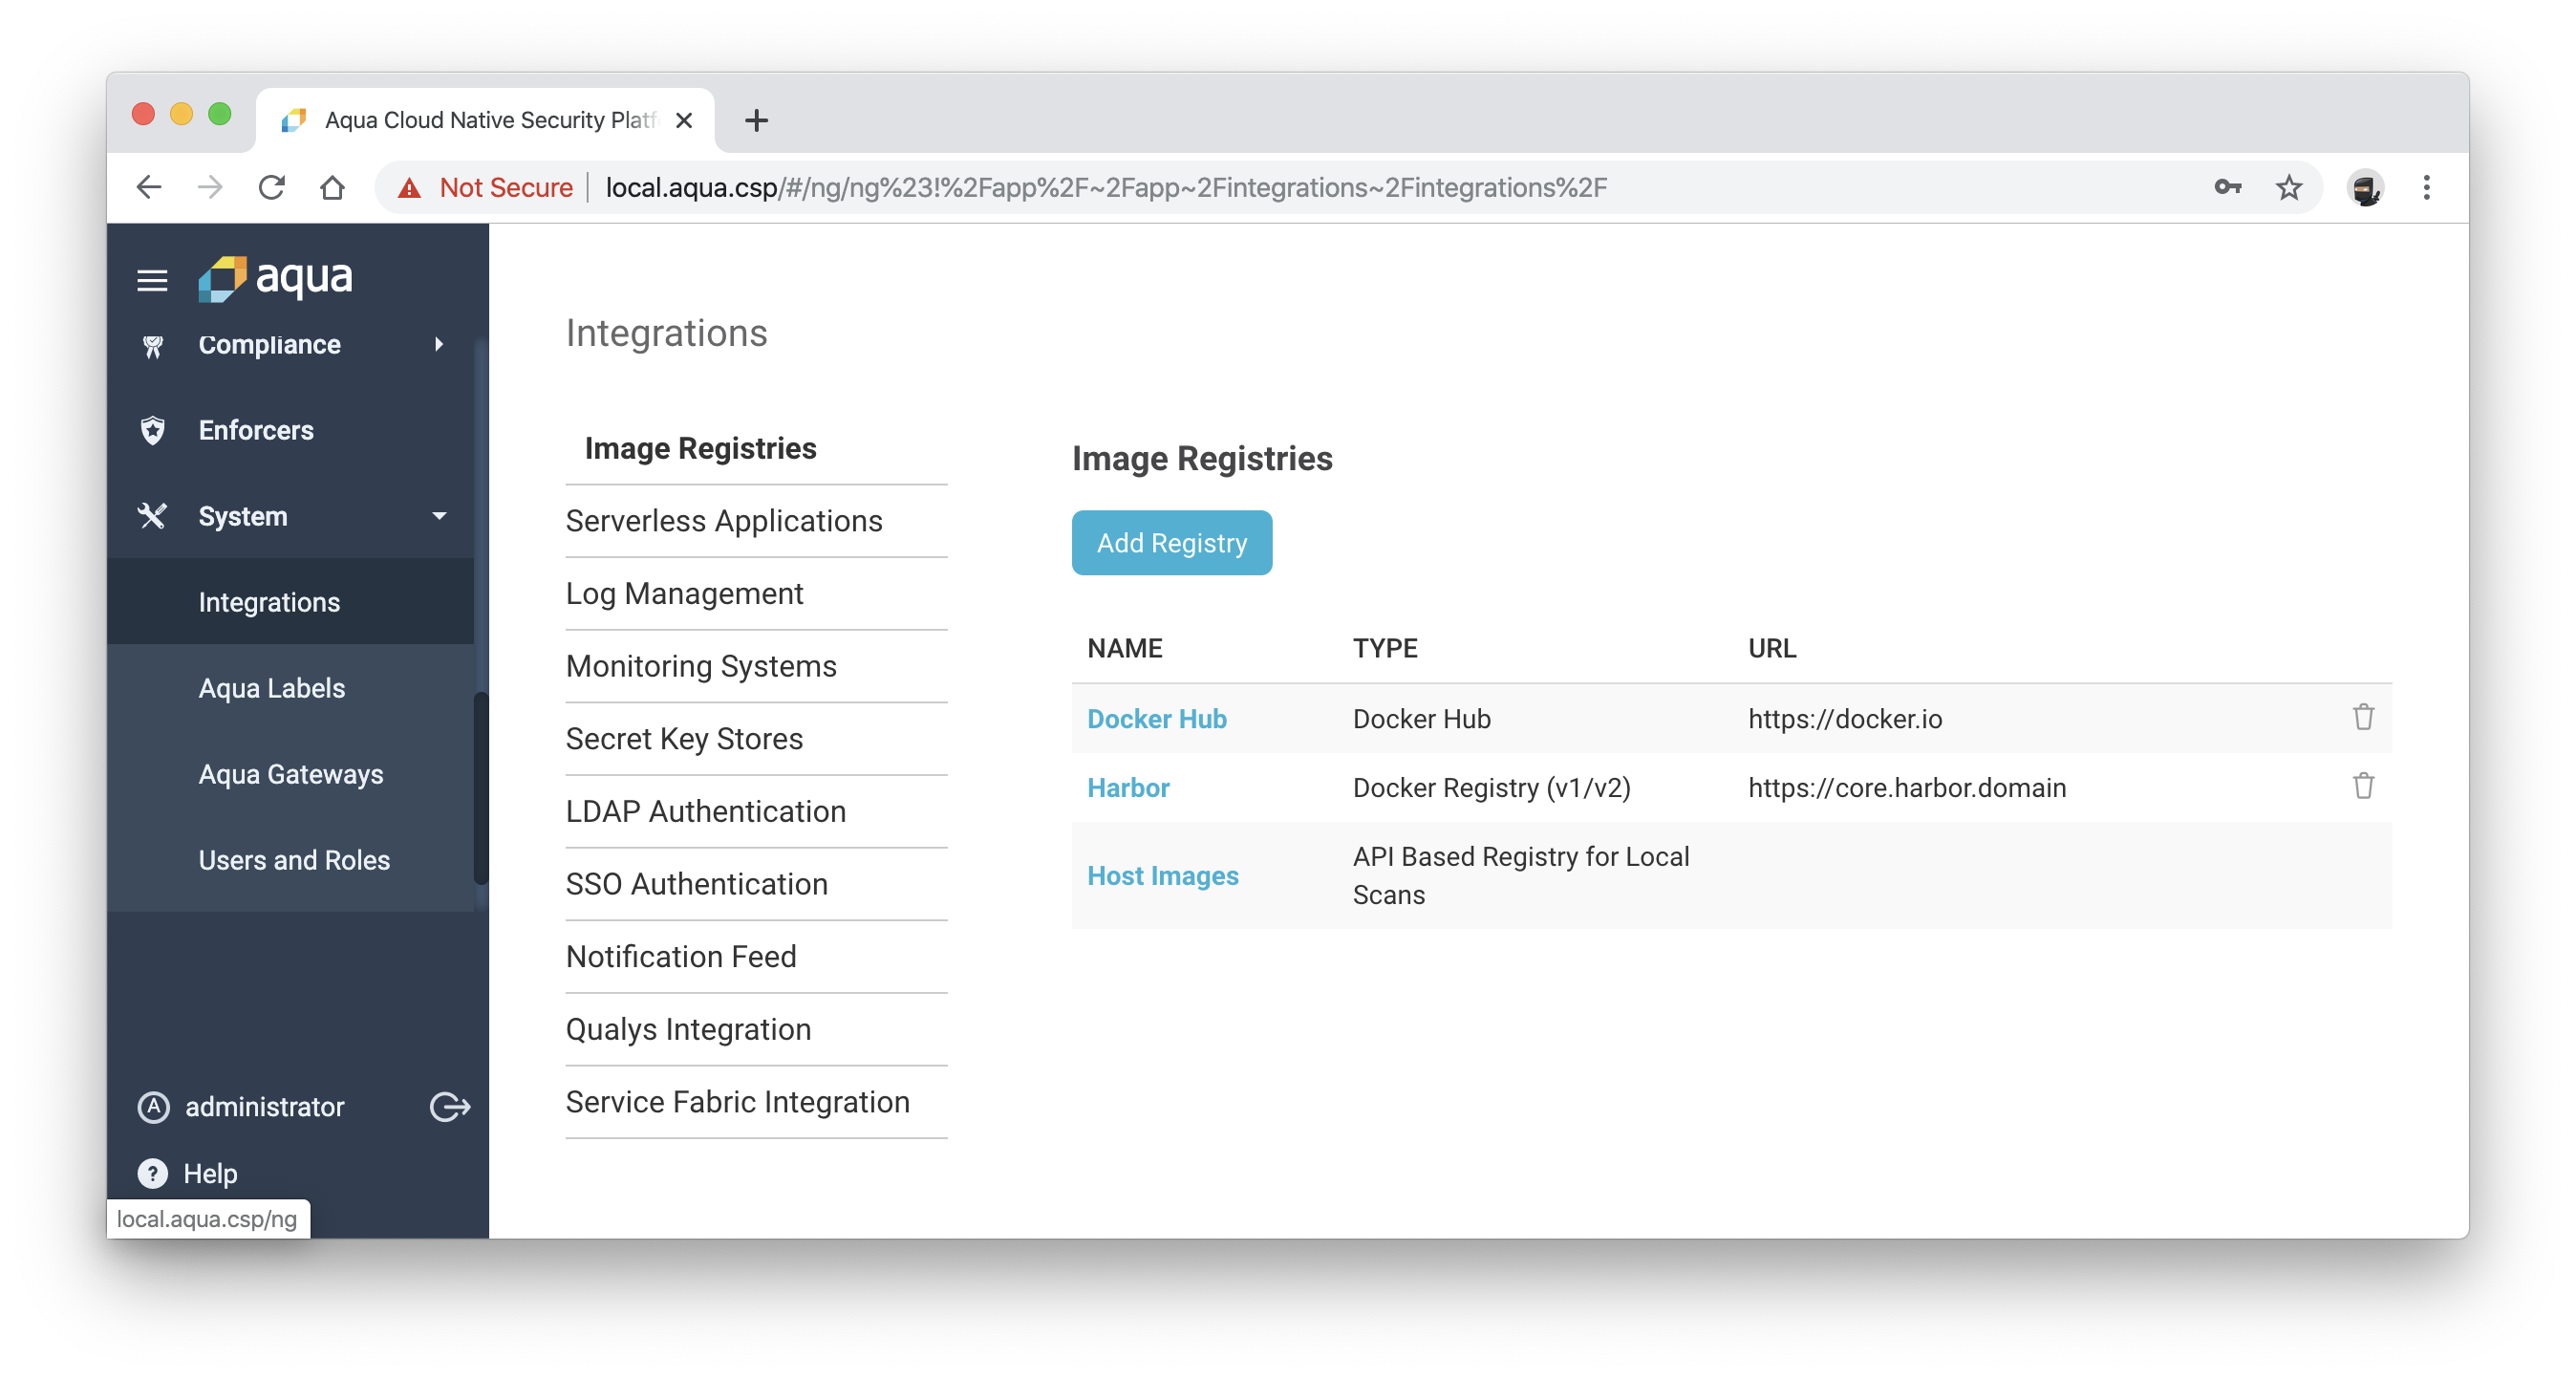 Aqua Cloud Native Security Platf
Not Secure
local.aqua.csp/#/ng/ng%23!%2Fapp%2F~2Fapp~2Fintegrations~2Fintegrations%2F
aqua
Compliance
Enforcers
System
Integrations
Aqua Labels
Aqua Gateways
Users and Roles
A administrator
? Help
local.aqua.csp/ng
Integrations
Image Registries
Serverless Applications
Log Management
Monitoring Systems
Secret Key Stores
LDAP Authentication
SSO Authentication
Notification Feed
Qualys Integration
Service Fabric Integration
Image Registries
Add Registry
NAME TYPE URL
Docker Hub Docker Hub https://docker.io
Harbor Docker Registry (v1/v2) https://core.harbor.domain
Host Images API Based Registry for Local
Scans